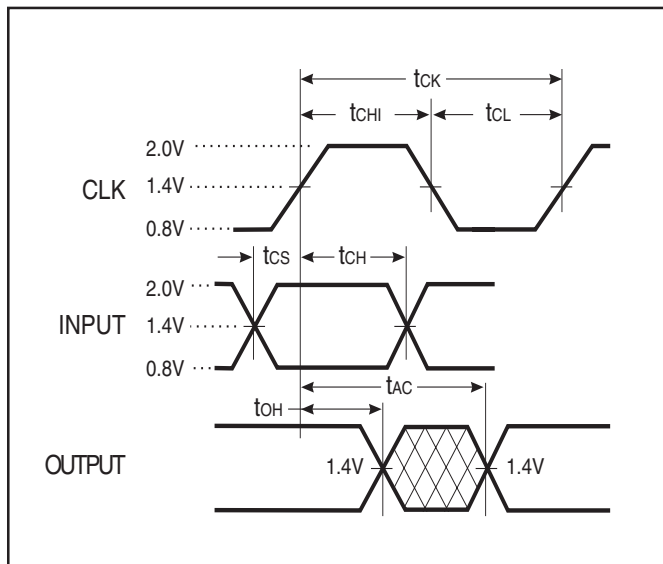 tCK
tCHI tCL
2.0V
CLK 1.4V
0.8V
tCS tCH
2.0V
INPUT 1.4V
0.8V
tAC
tOH
OUTPUT 1.4V 1.4V